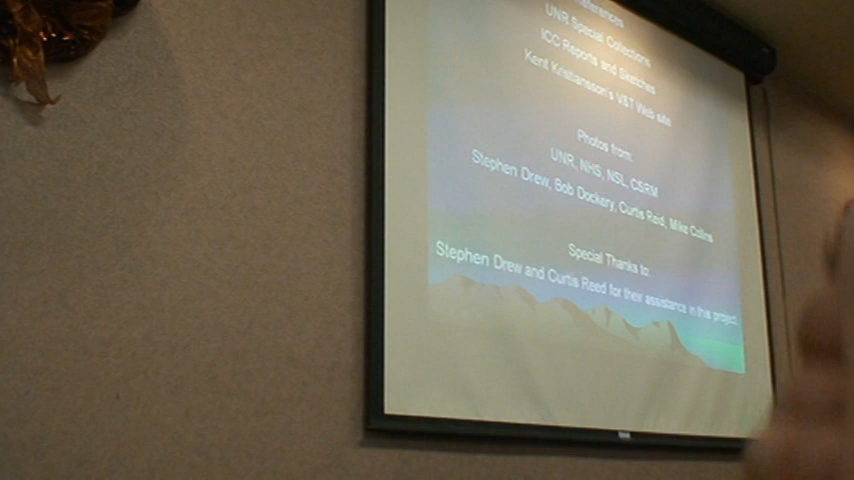 References
UNR Special Collections
ICC Reports and Sketches
Kent Kristiansson's V&T Web site
Photos from:
UNR, NHS, NSL, CSRM
Stephen Drew, Bob Dockery, Curtis Reid, Mike Collins
Special Thanks to:
Stephen Drew and Curtis Reed for their assistance in this project